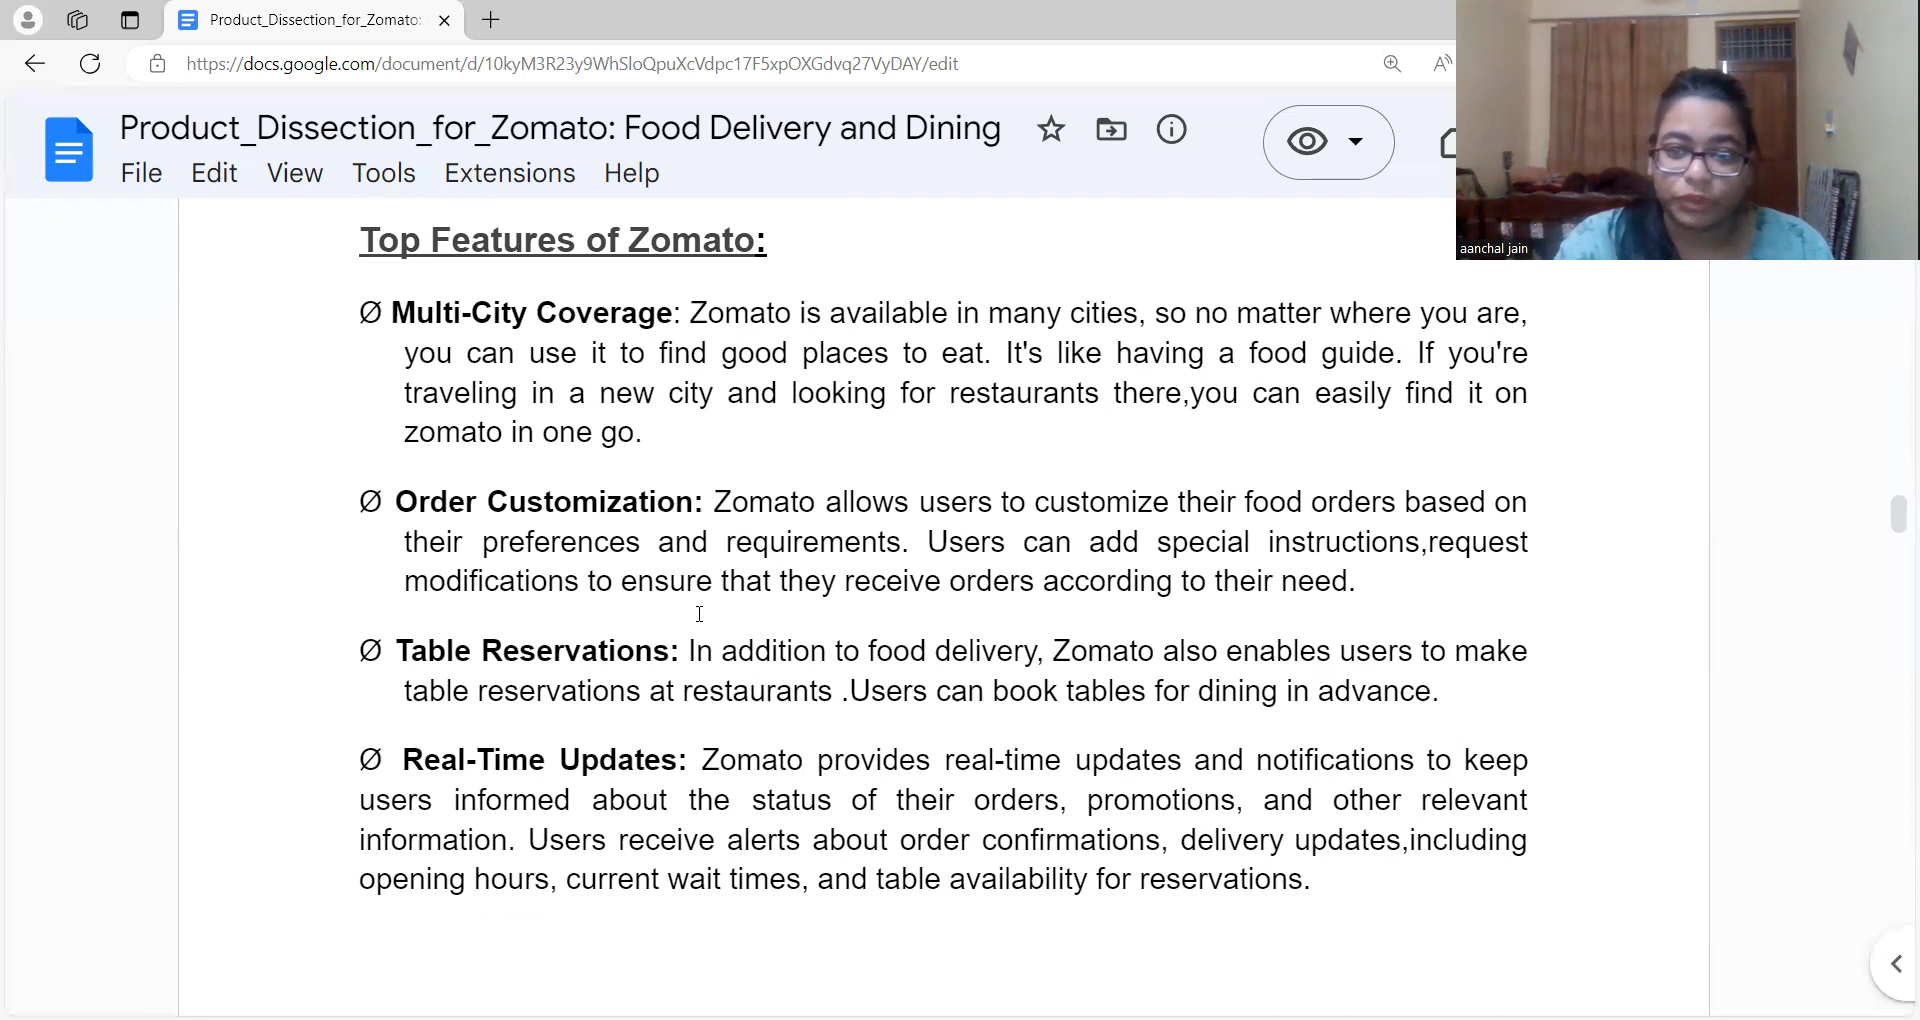 Product_Dissection_for_Zomato:
https://docs.google.com/document/d/10kyM3R23y9WhSloQpuXcVdpc17F5xpOXGdvq27VyDAY/edit
Product_Dissection_for_Zomato: Food Delivery and Dining
File Edit View Tools Extensions Help
aanchal jain
Top Features of Zomato:
Ø Multi-City Coverage: Zomato is available in many cities, so no matter where you are,
you can use it to find good places to eat. It's like having a food guide. If you're
traveling in a new city and looking for restaurants there,you can easily find it on
zomato in one go.
Ø Order Customization: Zomato allows users to customize their food orders based on
their preferences and requirements. Users can add special instructions,request
modifications to ensure that they receive orders according to their need.
Ø Table Reservations: In addition to food delivery, Zomato also enables users to make
table reservations at restaurants .Users can book tables for dining in advance.
Ø Real-Time Updates: Zomato provides real-time updates and notifications to keep
users informed about the status of their orders, promotions, and other relevant
information. Users receive alerts about order confirmations, delivery updates,including
opening hours, current wait times, and table availability for reservations.